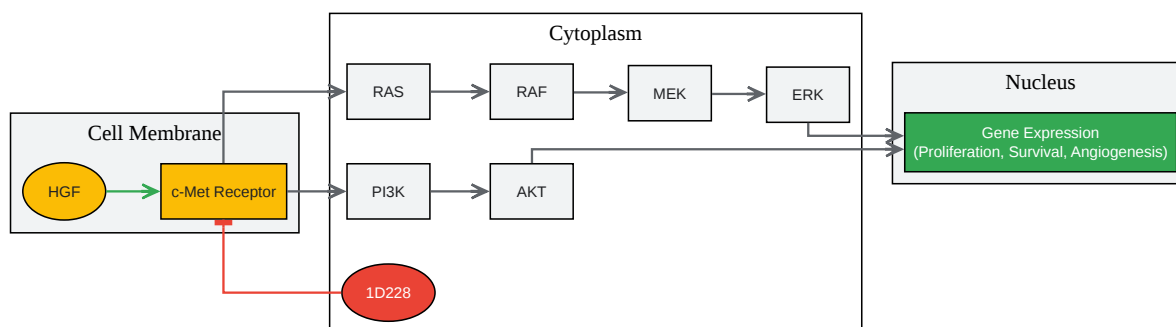 Cytoplasm
RAS
RAF
MEK
ERK
Nucleus
Gene Expression
(Proliferation, Survival, Angiogenesis)
Cell Membrane
HGF
c-Met Receptor
PI3K
AKT
1D228